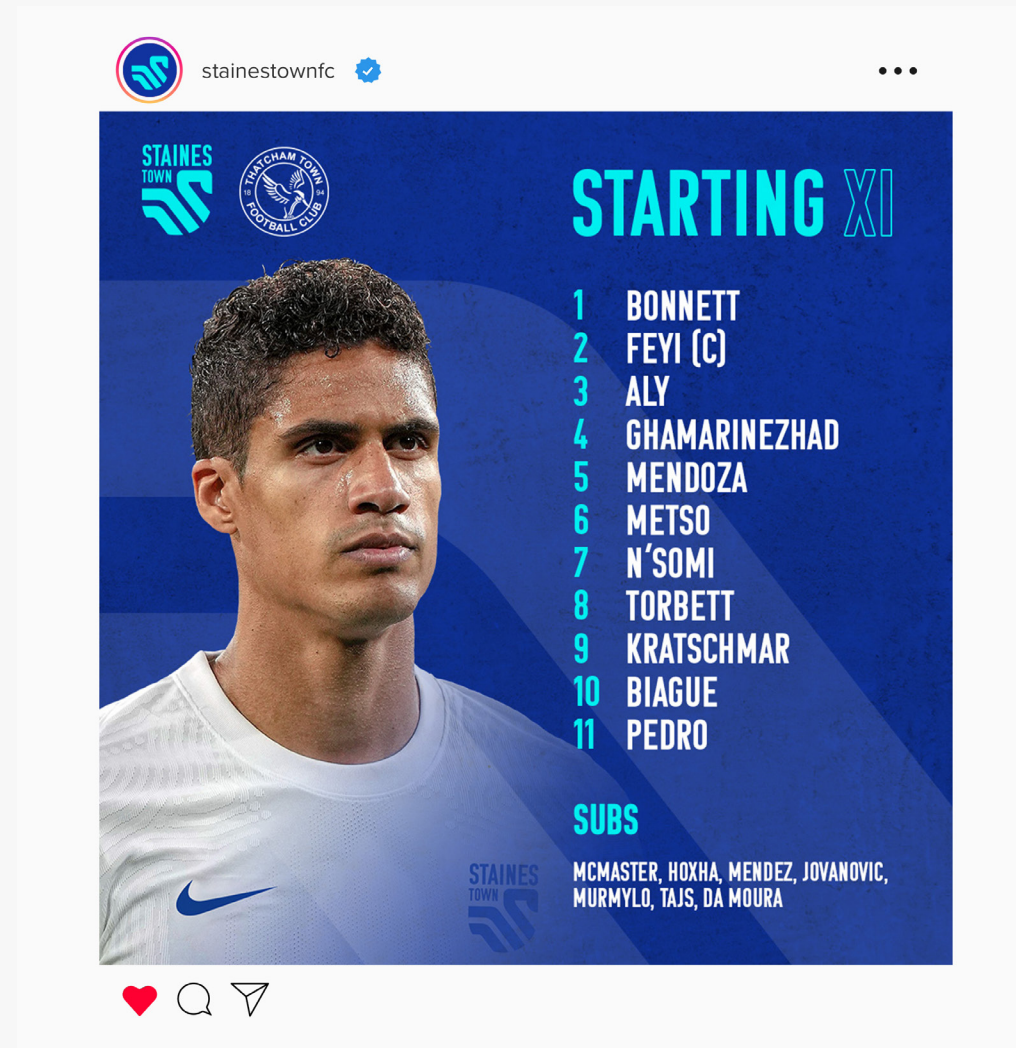 stainestownfc
STAINES
TOWN
THATCHAM TOWN
18 94
FOOTBALL CLUB
STARTING XI
1 BONNETT
2 FEYI (C)
3 ALY
4 GHAMARINEZHAD
5 MENDOZA
6 METSO
7 N'SOMI
8 TORBETT
9 KRATSCHMAR
10 BIAGUE
11 PEDRO
SUBS
MCMASTER, HOXHA, MENDEZ, JOVANOVIC,
MURMYLO, TAJS, DA MOURA
STAINES
TOWN